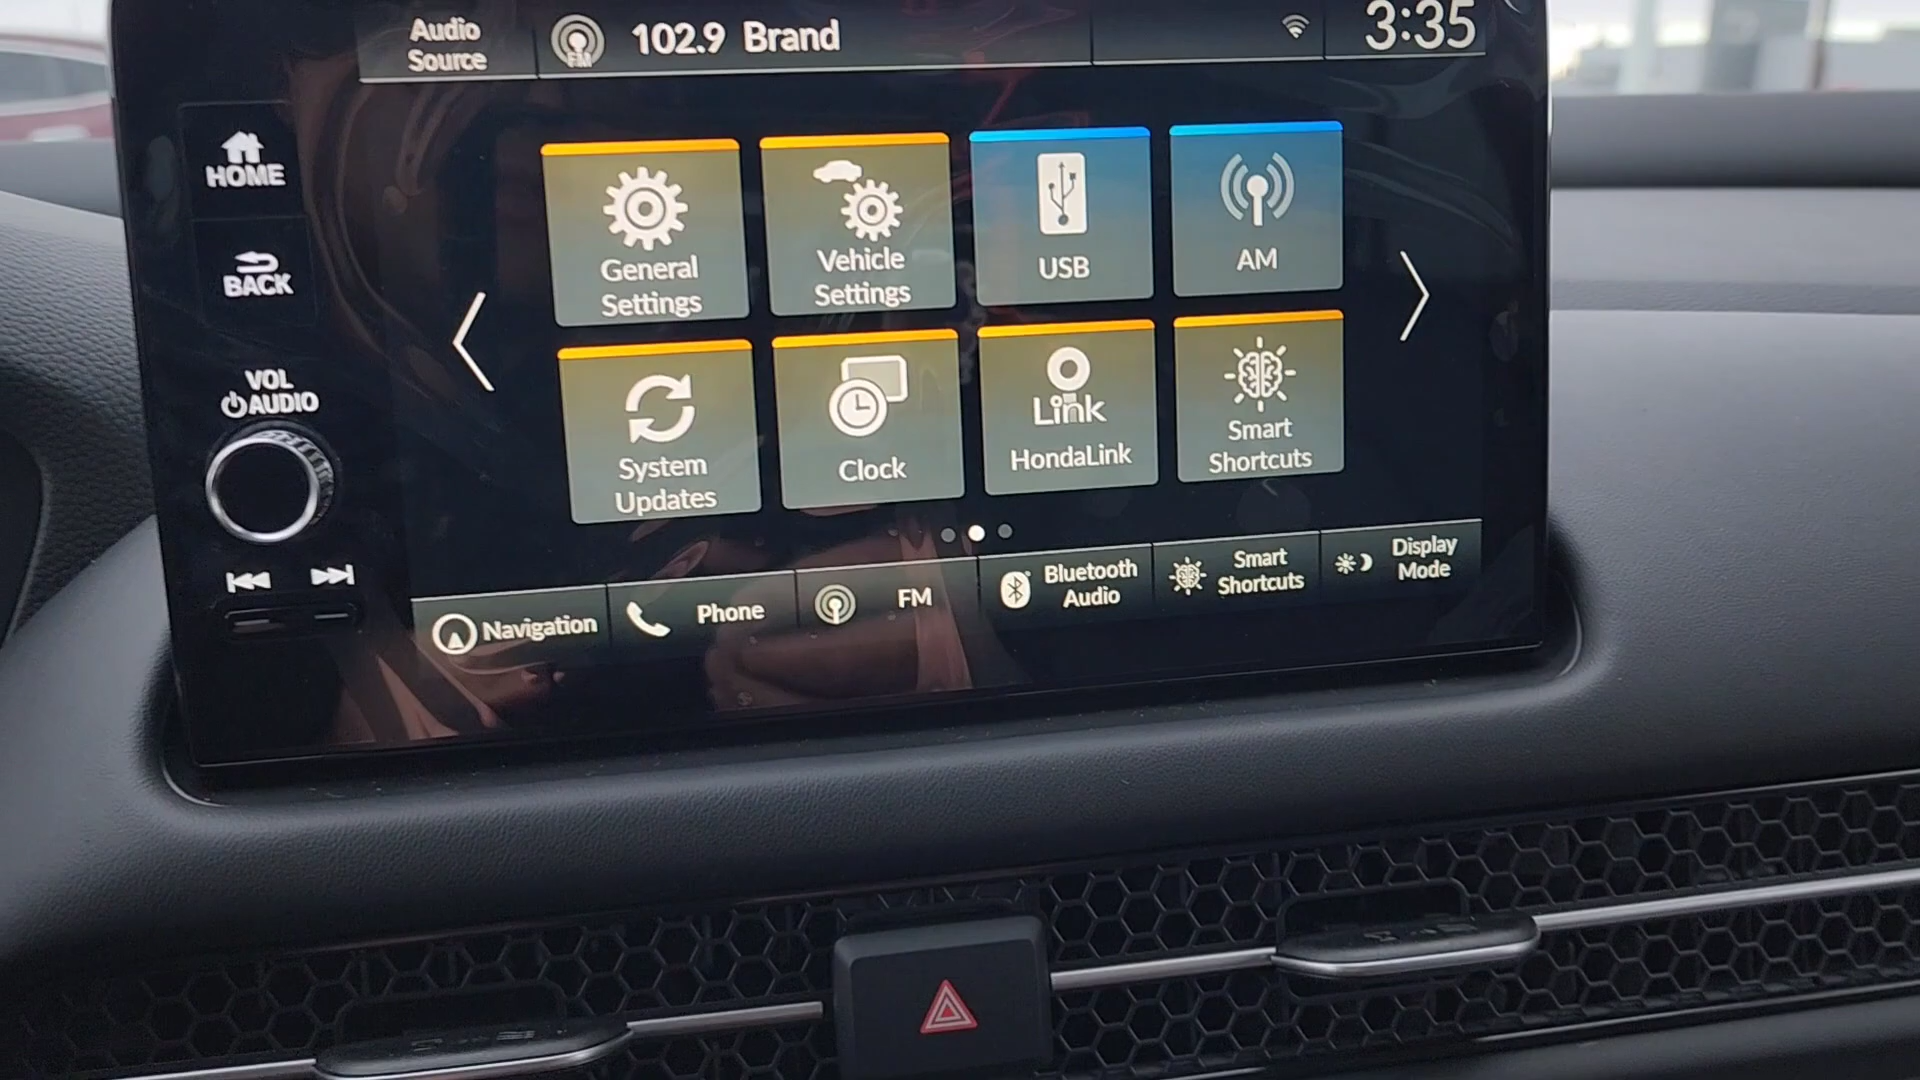 Audio
Source
FM
102.9 Brand
3:35
HOME
BACK
VOL
AUDIO
General
Settings
Vehicle
Settings
USB
AM
System
Updates
Clock
Link
HondaLink
Smart
Shortcuts
Navigation
Phone
FM
Bluetooth
Audio
Smart
Shortcuts
Display
Mode